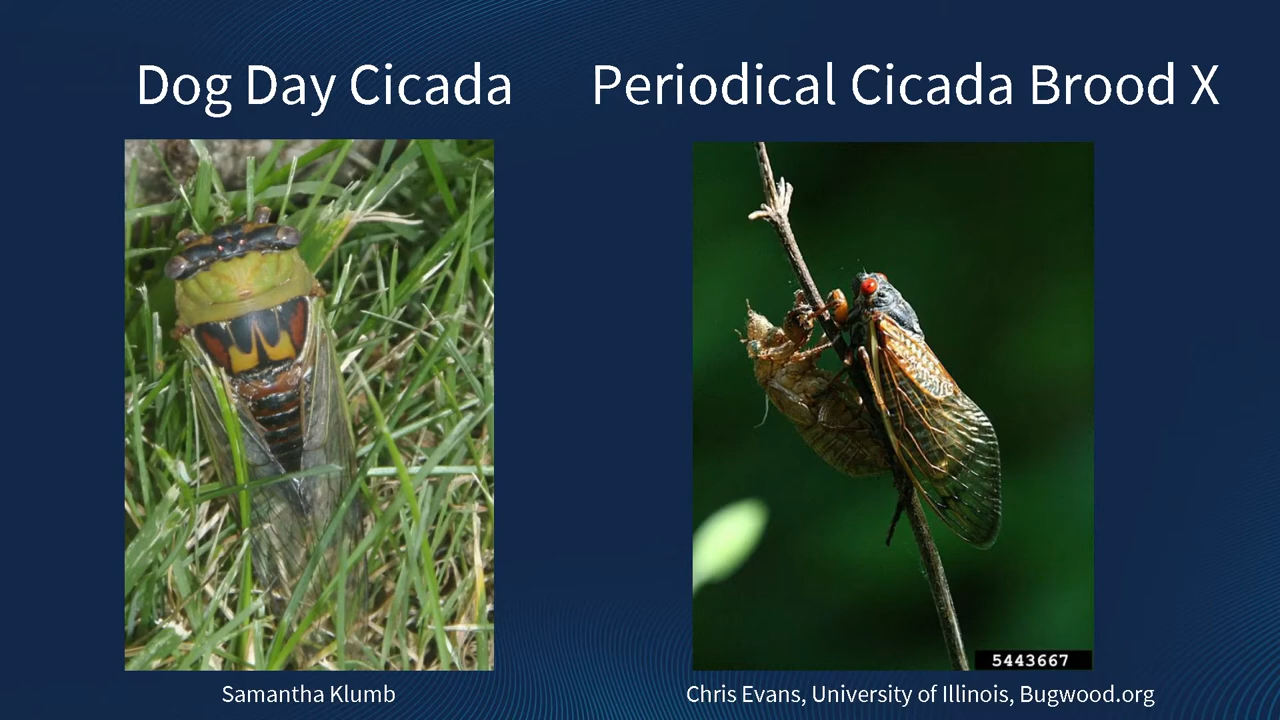 Dog Day Cicada
Periodical Cicada Brood X
5443667
Samantha Klumb
Chris Evans, University of Illinois, Bugwood.org